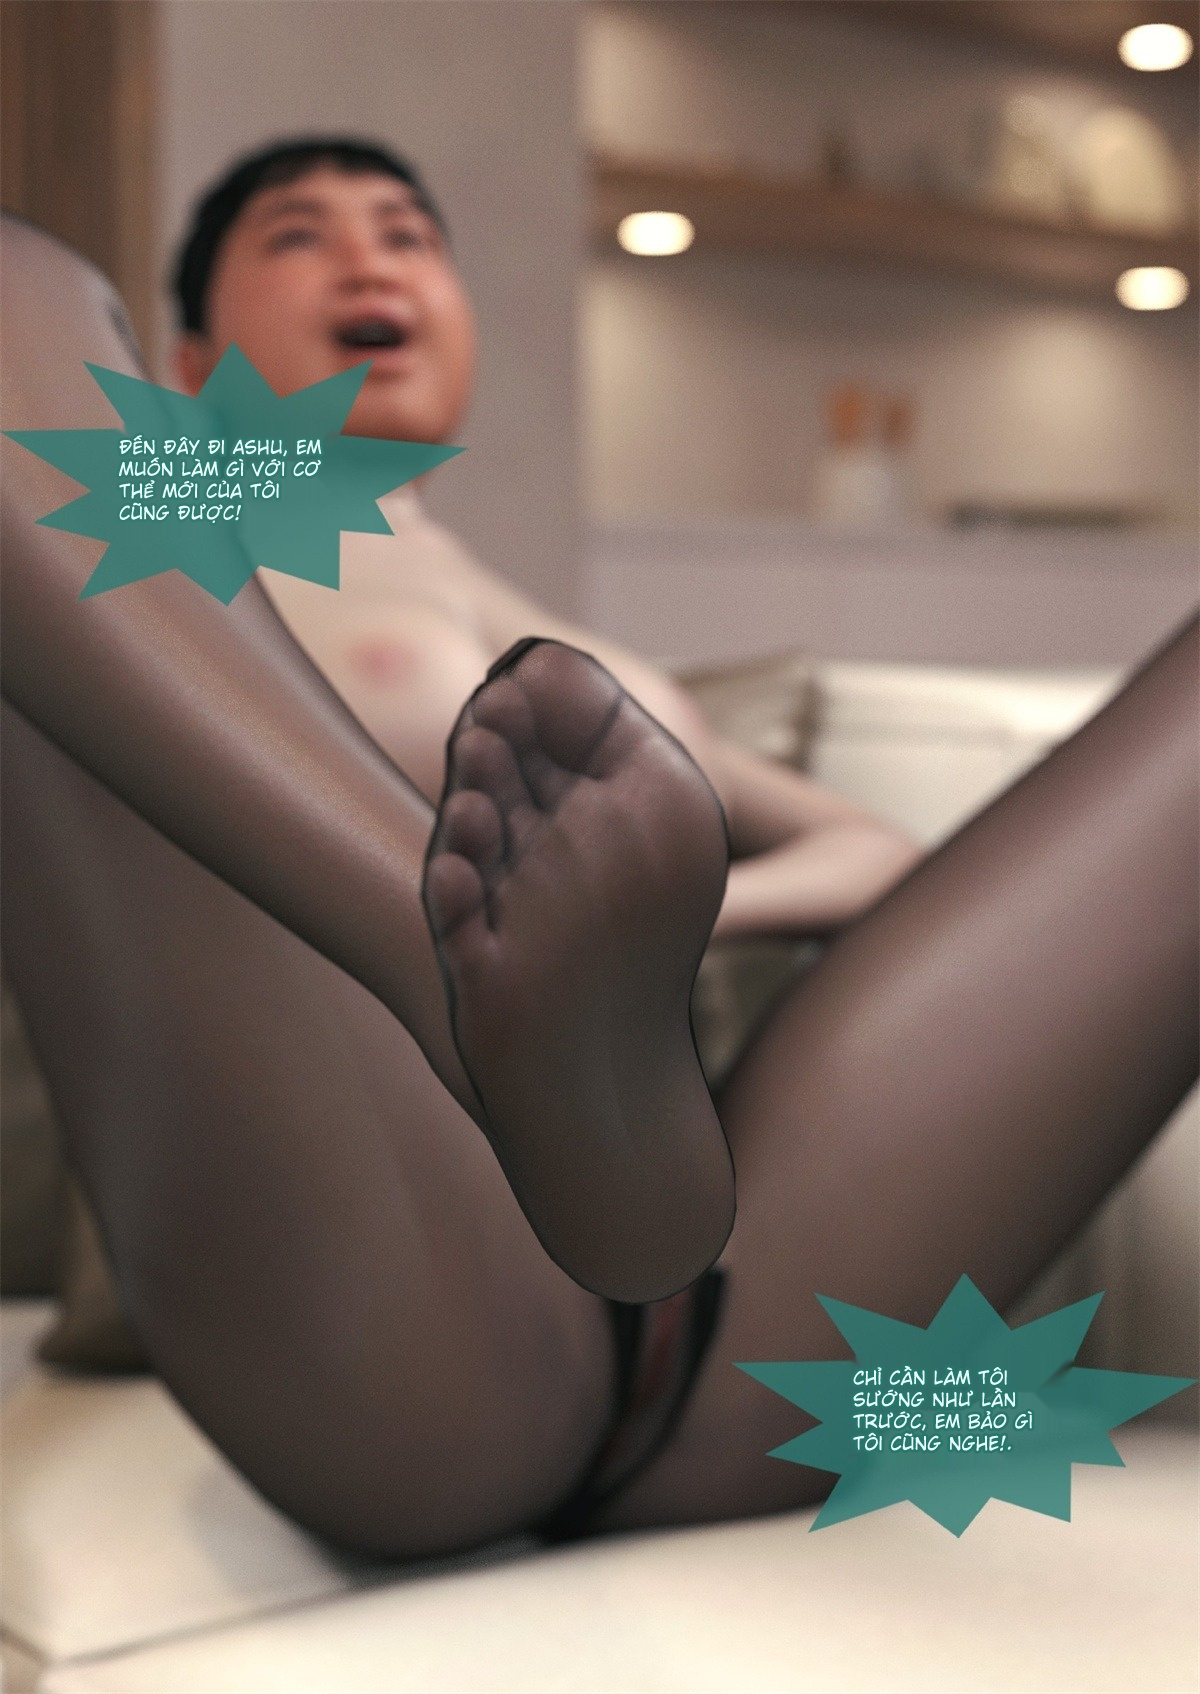 ĐẾN ĐÂY ĐI ASHU, EM
MUỐN LÀM GÌ VỚI CƠ
THỂ MỚI CỦA TÔI
CŨNG ĐƯỢC!
CHỈ CẦN LÀM TÔI
SƯỚNG NHƯ LẦN
TRƯỚC, EM BẢO GÌ
TÔI CŨNG NGHE!.